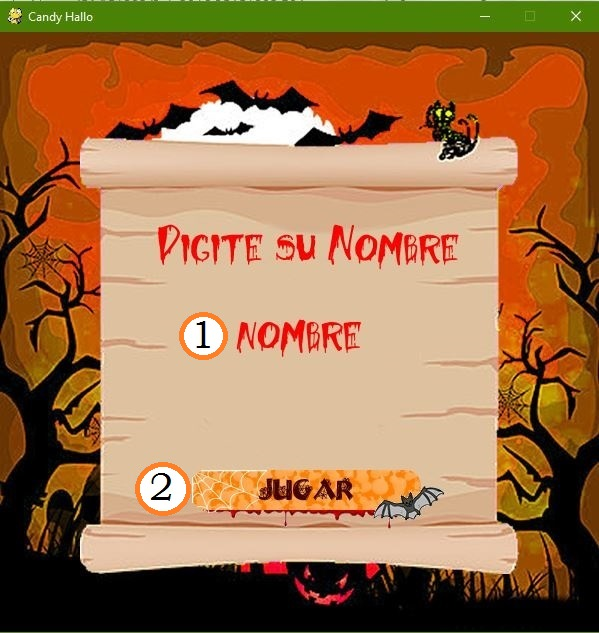 Candy Hallo
Digite su Nombre
1 NOMBRE
2 JUGAR